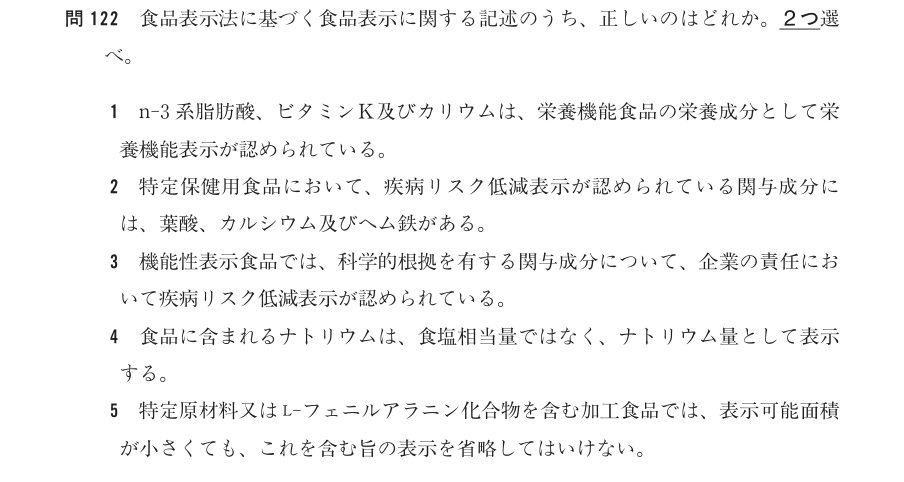 問122 食品表示法に基づく食品表示に関する記述のうち、正しいのはどれか。２つ選
べ。
1 n-3系脂肪酸、ビタミンK及びカリウムは、栄養機能食品の栄養成分として栄
養機能表示が認められている。
2 特定保健用食品において、疾病リスク低減表示が認められている関与成分に
は、葉酸、カルシウム及びヘム鉄がある。
3 機能性表示食品では、科学的根拠を有する関与成分について、企業の責任にお
いて疾病リスク低減表示が認められている。
4 食品に含まれるナトリウムは、食塩相当量ではなく、ナトリウム量として表示
する。
5 特定原材料又はL-フェニルアラニン化合物を含む加工食品では、表示可能面積
が小さくても、これを含む旨の表示を省略してはいけない。